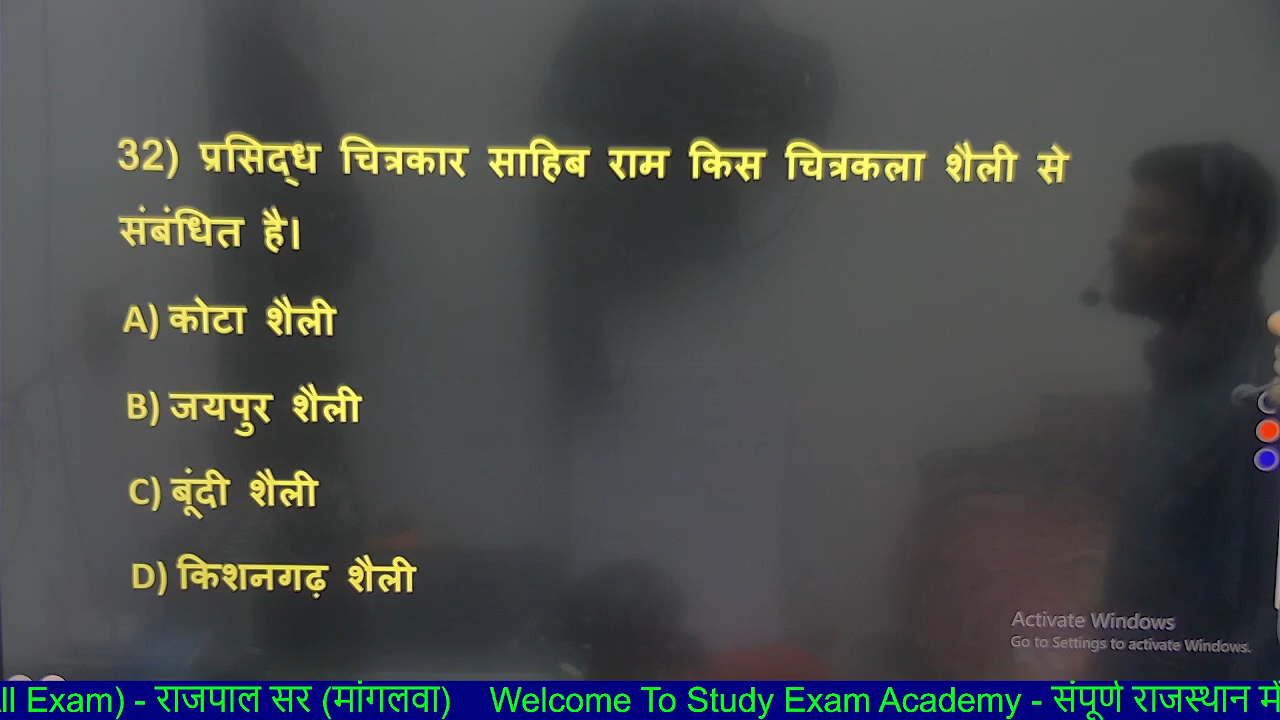 32) प्रसिद्ध चित्रकार साहिब राम किस चित्रकला शैली से
संबंधित है।
A) कोटा शैली
B) जयपुर शैली
C) बूंदी शैली
D) किशनगढ़ शैली
Activate Windows
Go to Settings to activate Windows.
ll Exam) - राजपाल सर (मांगलवा) Welcome To Study Exam Academy - संपूर्ण राजस्थान में